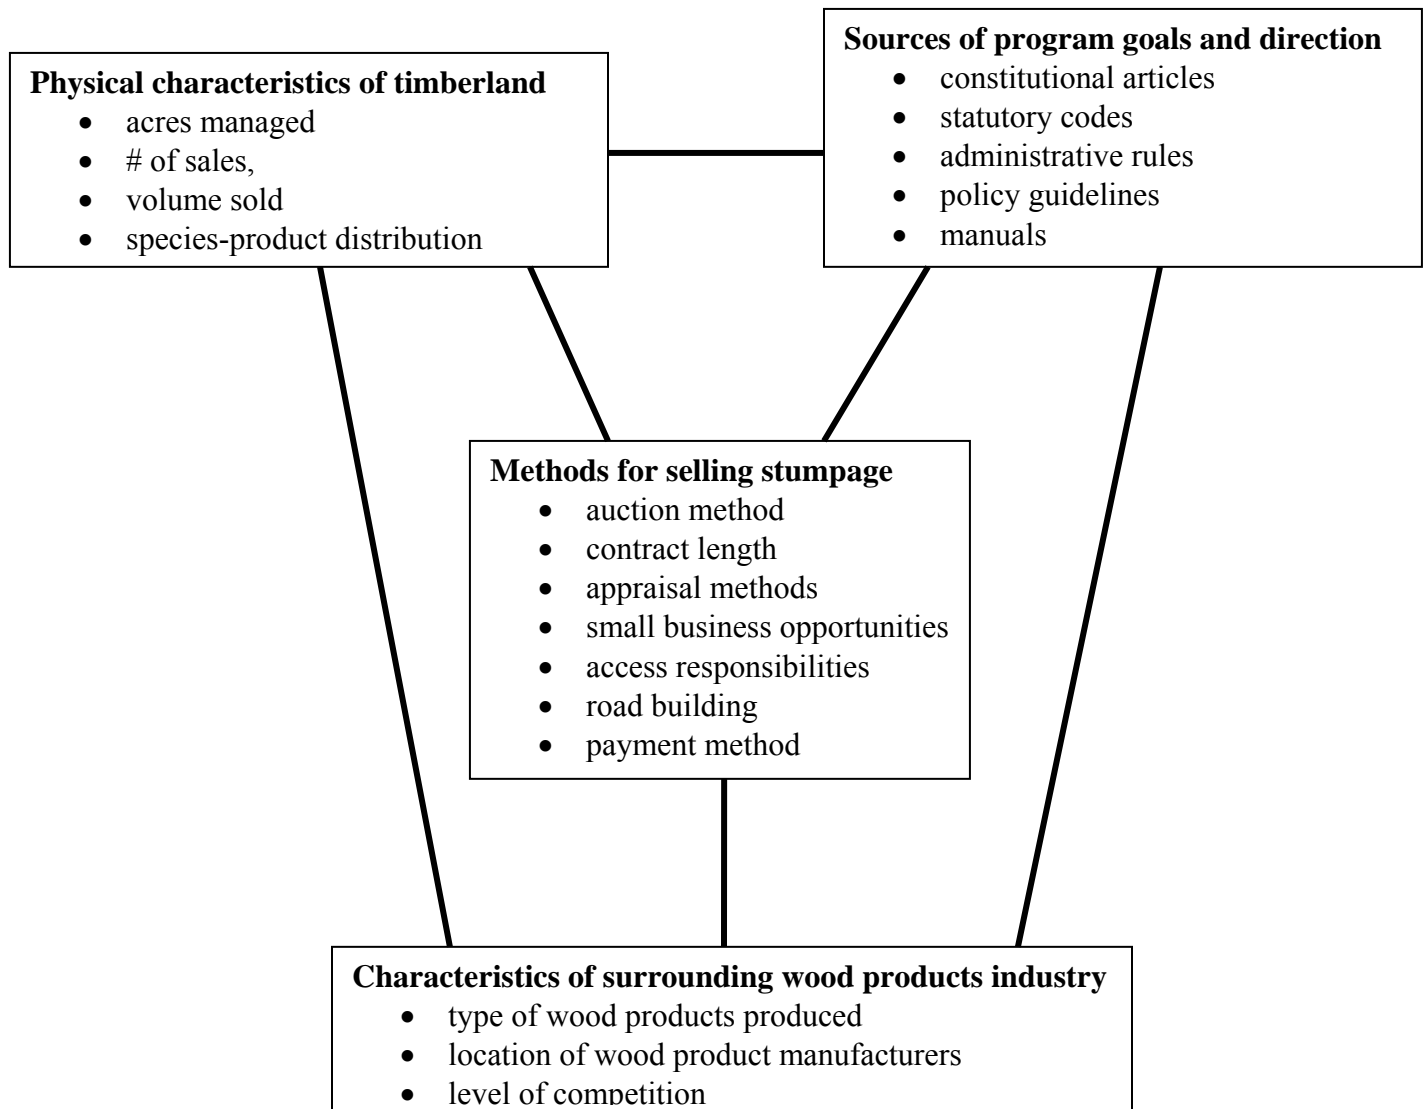 Physical characteristics of timberland
• acres managed
• # of sales,
• volume sold
• species-product distribution
Sources of program goals and direction
• constitutional articles
• statutory codes
• administrative rules
• policy guidelines
• manuals
Methods for selling stumpage
• auction method
• contract length
• appraisal methods
• small business opportunities
• access responsibilities
• road building
• payment method
Characteristics of surrounding wood products industry
• type of wood products produced
• location of wood product manufacturers
• level of competition